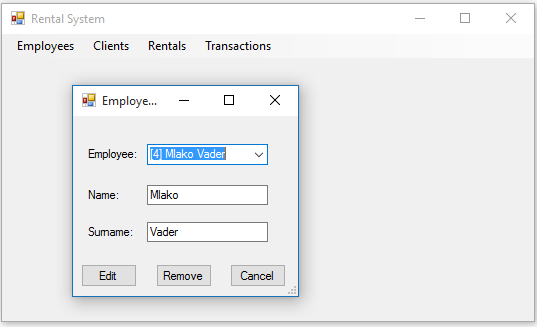 Rental System
Employees Clients Rentals Transactions
Employe...
Employee: [4] Mlako Vader
Name: Mlako
Surname: Vader
Edit Remove Cancel